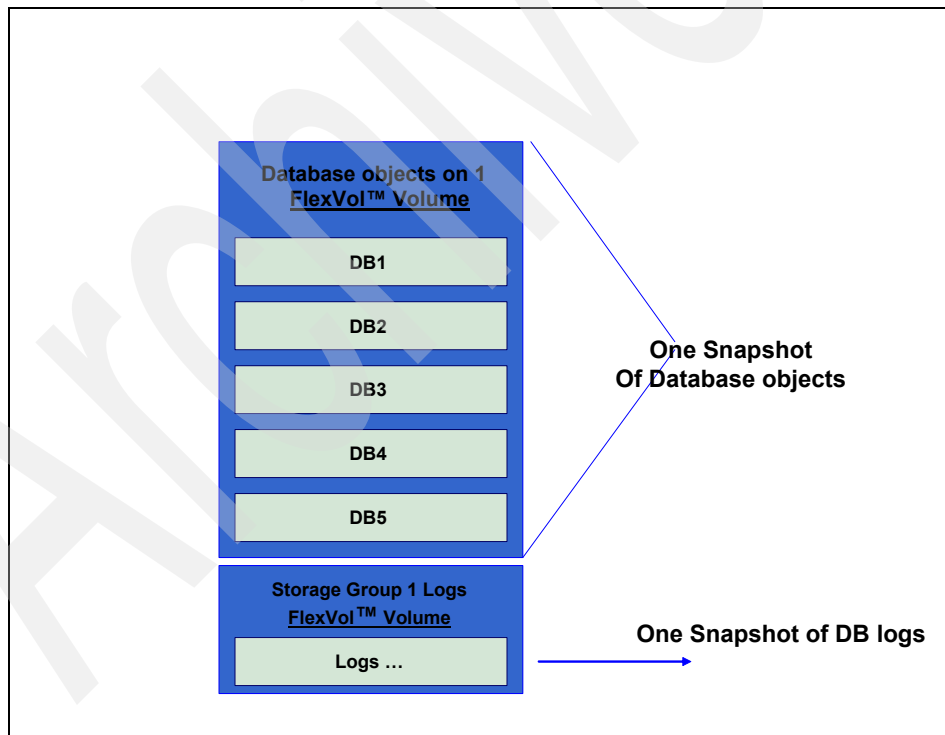 Database objects on 1
FlexVol™ Volume
DB1
DB2
DB3
DB4
DB5
One Snapshot
Of Database objects
Storage Group 1 Logs
FlexVol™ Volume
Logs …
One Snapshot of DB logs